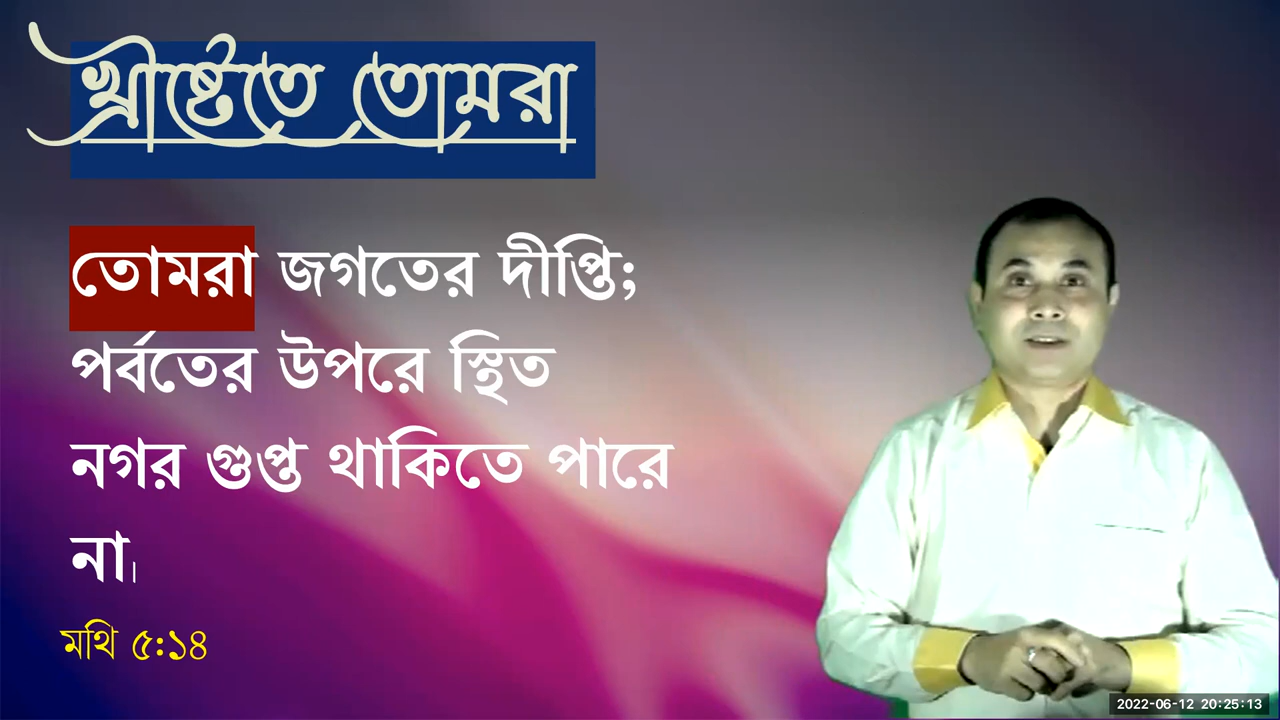 খ্রীষ্টেতে তোমরা
তোমরা জগতের দীপ্তি;
পর্বতের উপরে স্থিত
নগর গুপ্ত থাকিতে পারে
না।
মথি ৫:১৪
2022-06-12 20:25:13